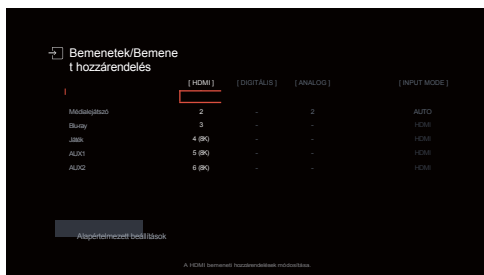 Bemenetek/Bemene
t hozzárendelés
[ HDMI ] [ DIGITÁLIS ] [ ANALOG ] [ INPUT MODE ]
Médialejátszó 2 - 2 AUTO
Blu-ray 3 - - HDMI
Játék 4 (8K) - - HDMI
AUX1 5 (8K) - - HDMI
AUX2 6 (8K) - - HDMI
Alapértelmezett beállítások
A HDMI bemeneti hozzárendelések módosítása.